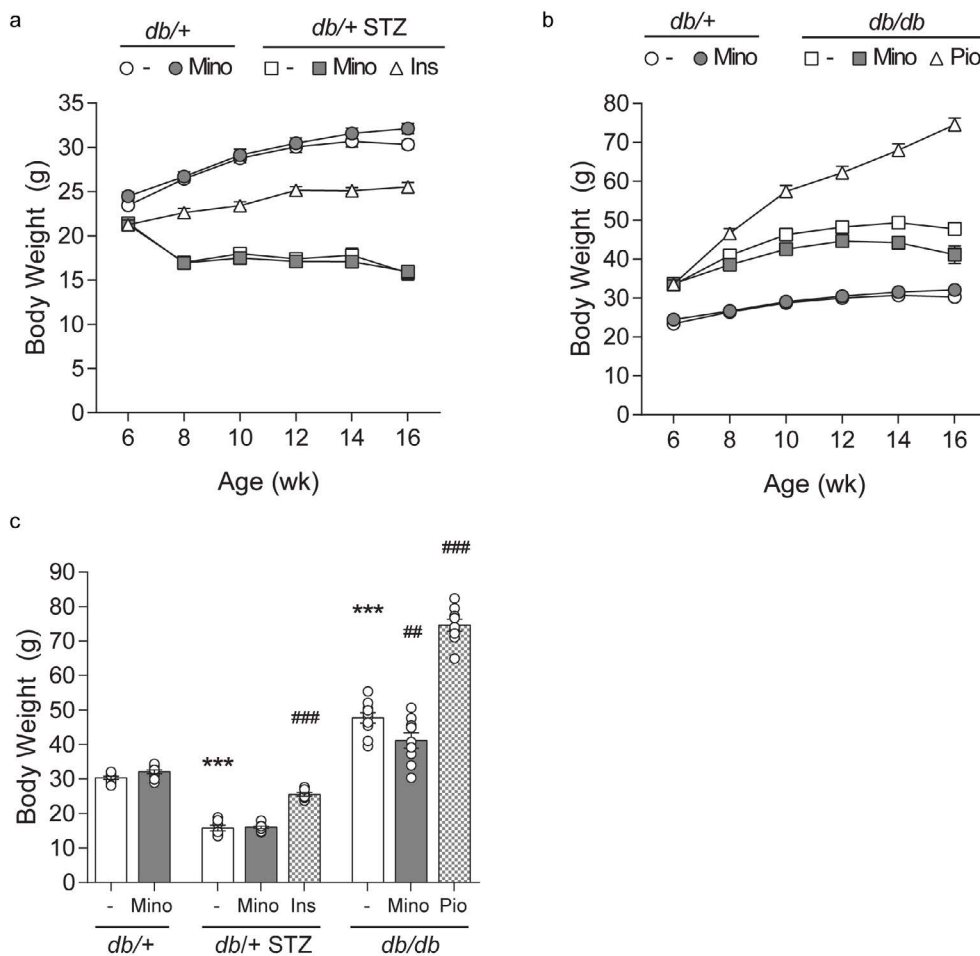 a
db/+ db/+ STZ
- Mino - Mino Ins
35
30
25
20
15
10
5
0
Body Weight (g)
6 8 10 12 14 16
Age (wk)
b
db/+ db/db
- Mino - Mino Pio
80
70
60
50
40
30
20
10
0
Body Weight (g)
6 8 10 12 14 16
Age (wk)
c
90
80
70
60
50
40
30
20
10
0
Body Weight (g)
***
###
***
##
###
- Mino - Mino Ins - Mino Pio
db/+ db/+ STZ db/db